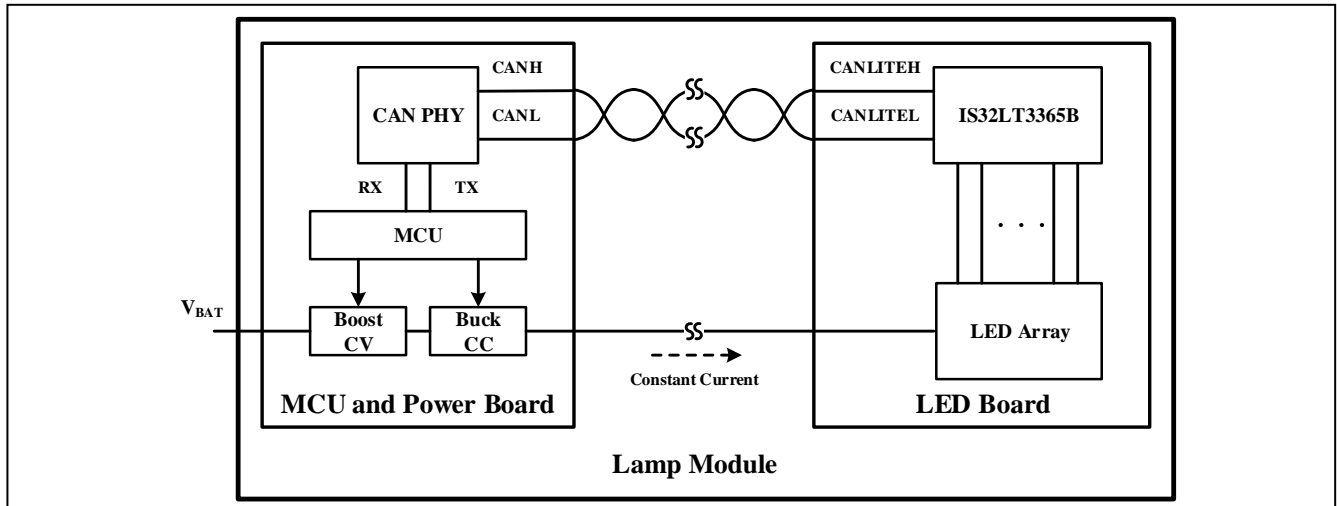 CANH
CANL
CAN PHY
CANLITEH
CANLITEL
IS32LT3365B
RX
TX
MCU
. . .
VBAT
Boost
CV
Buck
CC
LED Array
Constant Current
MCU and Power Board
LED Board
Lamp Module